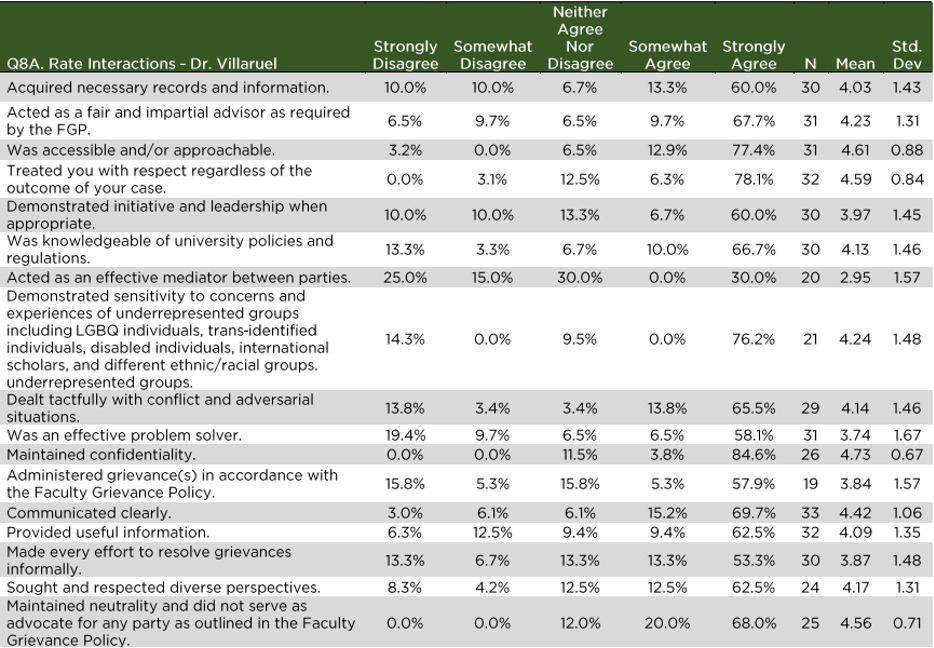 Q8A. Rate Interactions - Dr. Villaruel Strongly Disagree Somewhat Disagree Neither Agree Nor Disagree Somewhat Agree Strongly Agree N Mean Std. Dev
Acquired necessary records and information. 10.0% 10.0% 6.7% 13.3% 60.0% 30 4.03 1.43
Acted as a fair and impartial advisor as required
by the FGP. 6.5% 9.7% 6.5% 9.7% 67.7% 31 4.23 1.31
Was accessible and/or approachable. 3.2% 0.0% 6.5% 12.9% 77.4% 31 4.61 0.88
Treated you with respect regardless of the
outcome of your case. 0.0% 3.1% 12.5% 6.3% 78.1% 32 4.59 0.84
Demonstrated initiative and leadership when
appropriate. 10.0% 10.0% 13.3% 6.7% 60.0% 30 3.97 1.45
Was knowledgeable of university policies and
regulations. 13.3% 3.3% 6.7% 10.0% 66.7% 30 4.13 1.46
Acted as an effective mediator between parties. 25.0% 15.0% 30.0% 0.0% 30.0% 20 2.95 1.57
Demonstrated sensitivity to concerns and
experiences of underrepresented groups
including LGBQ individuals, trans-identified
individuals, disabled individuals, international
scholars, and different ethnic/racial groups.
underrepresented groups. 14.3% 0.0% 9.5% 0.0% 76.2% 21 4.24 1.48
Dealt tactfully with conflict and adversarial
situations. 13.8% 3.4% 3.4% 13.8% 65.5% 29 4.14 1.46
Was an effective problem solver. 19.4% 9.7% 6.5% 6.5% 58.1% 31 3.74 1.67
Maintained confidentiality. 0.0% 0.0% 11.5% 3.8% 84.6% 26 4.73 0.67
Administered grievance(s) in accordance with
the Faculty Grievance Policy. 15.8% 5.3% 15.8% 5.3% 57.9% 19 3.84 1.57
Communicated clearly. 3.0% 6.1% 6.1% 15.2% 69.7% 33 4.42 1.06
Provided useful information. 6.3% 12.5% 9.4% 9.4% 62.5% 32 4.09 1.35
Made every effort to resolve grievances
informally. 13.3% 6.7% 13.3% 13.3% 53.3% 30 3.87 1.48
Sought and respected diverse perspectives. 8.3% 4.2% 12.5% 12.5% 62.5% 24 4.17 1.31
Maintained neutrality and did not serve as
advocate for any party as outlined in the Faculty
Grievance Policy. 0.0% 0.0% 12.0% 20.0% 68.0% 25 4.56 0.71